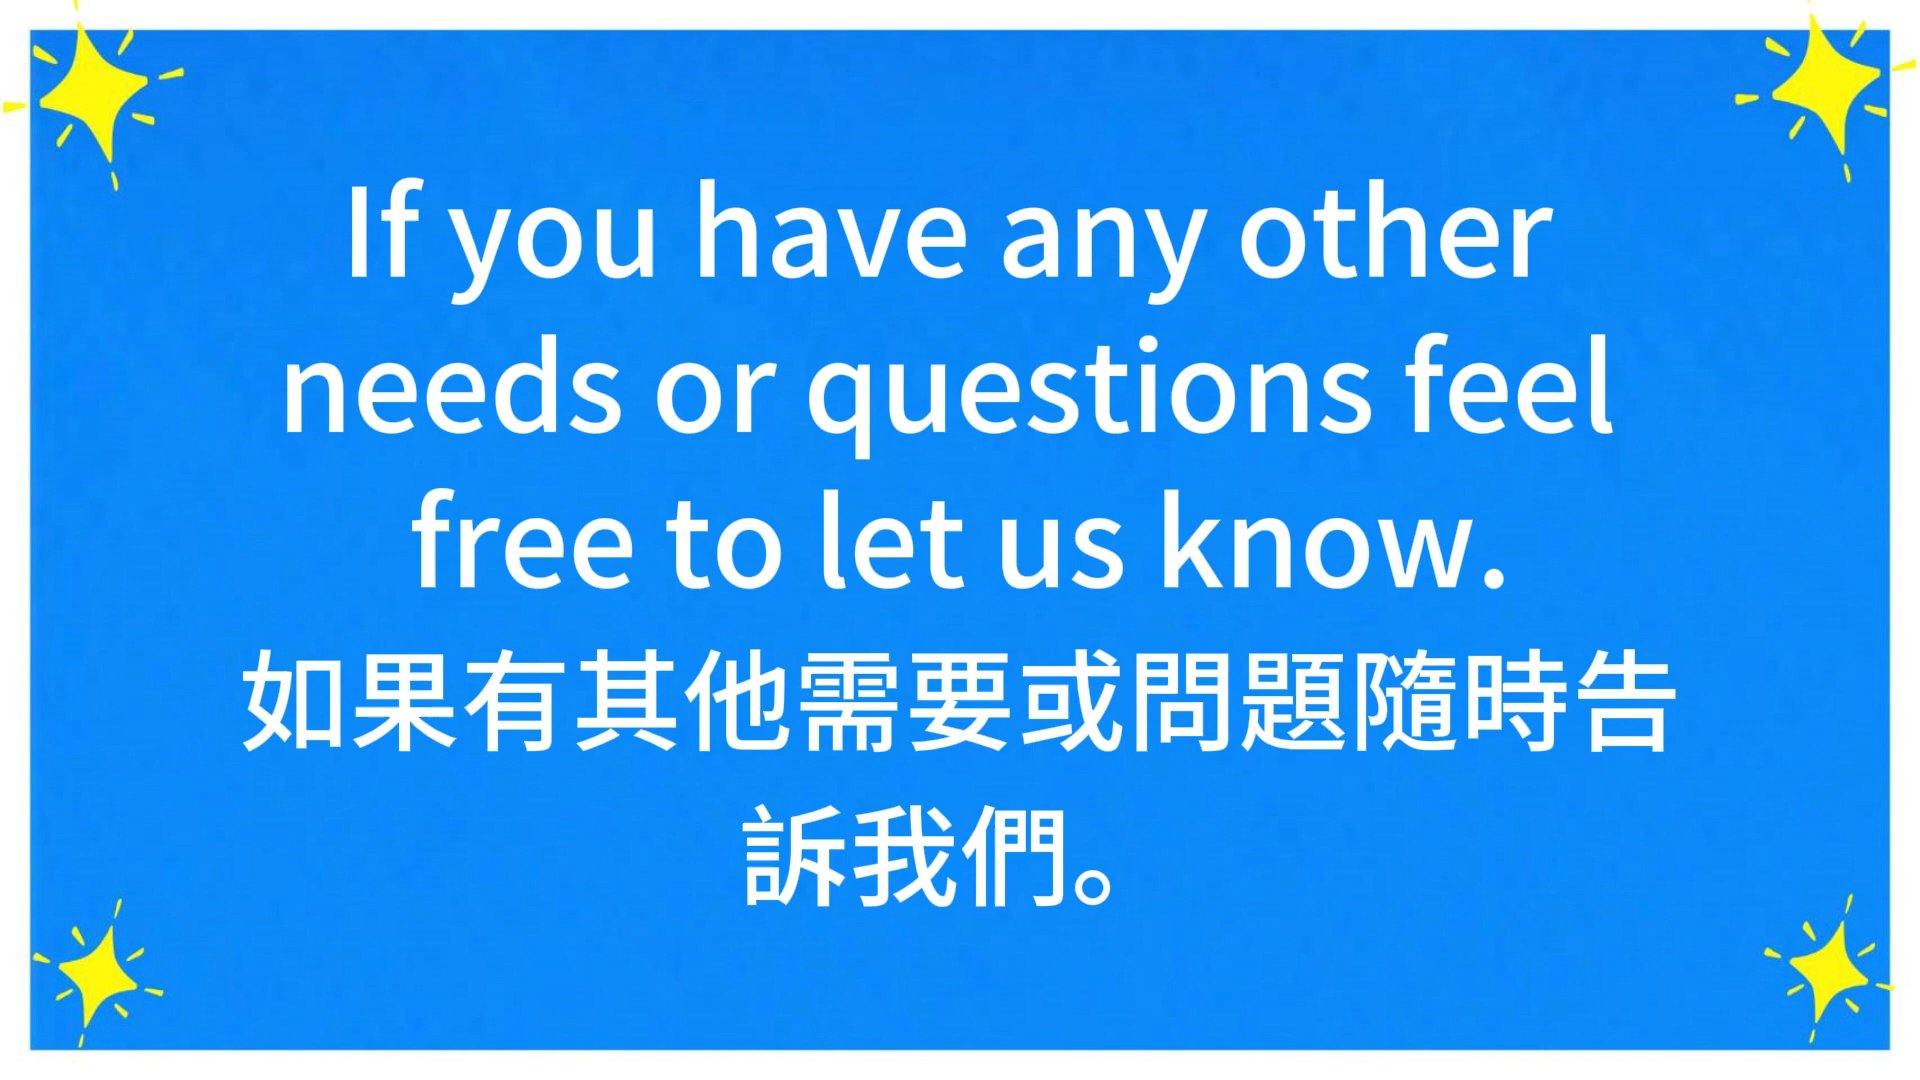 If you have any other
needs or questions feel
free to let us know.
如果有其他需要或問題隨時告
訴我們。